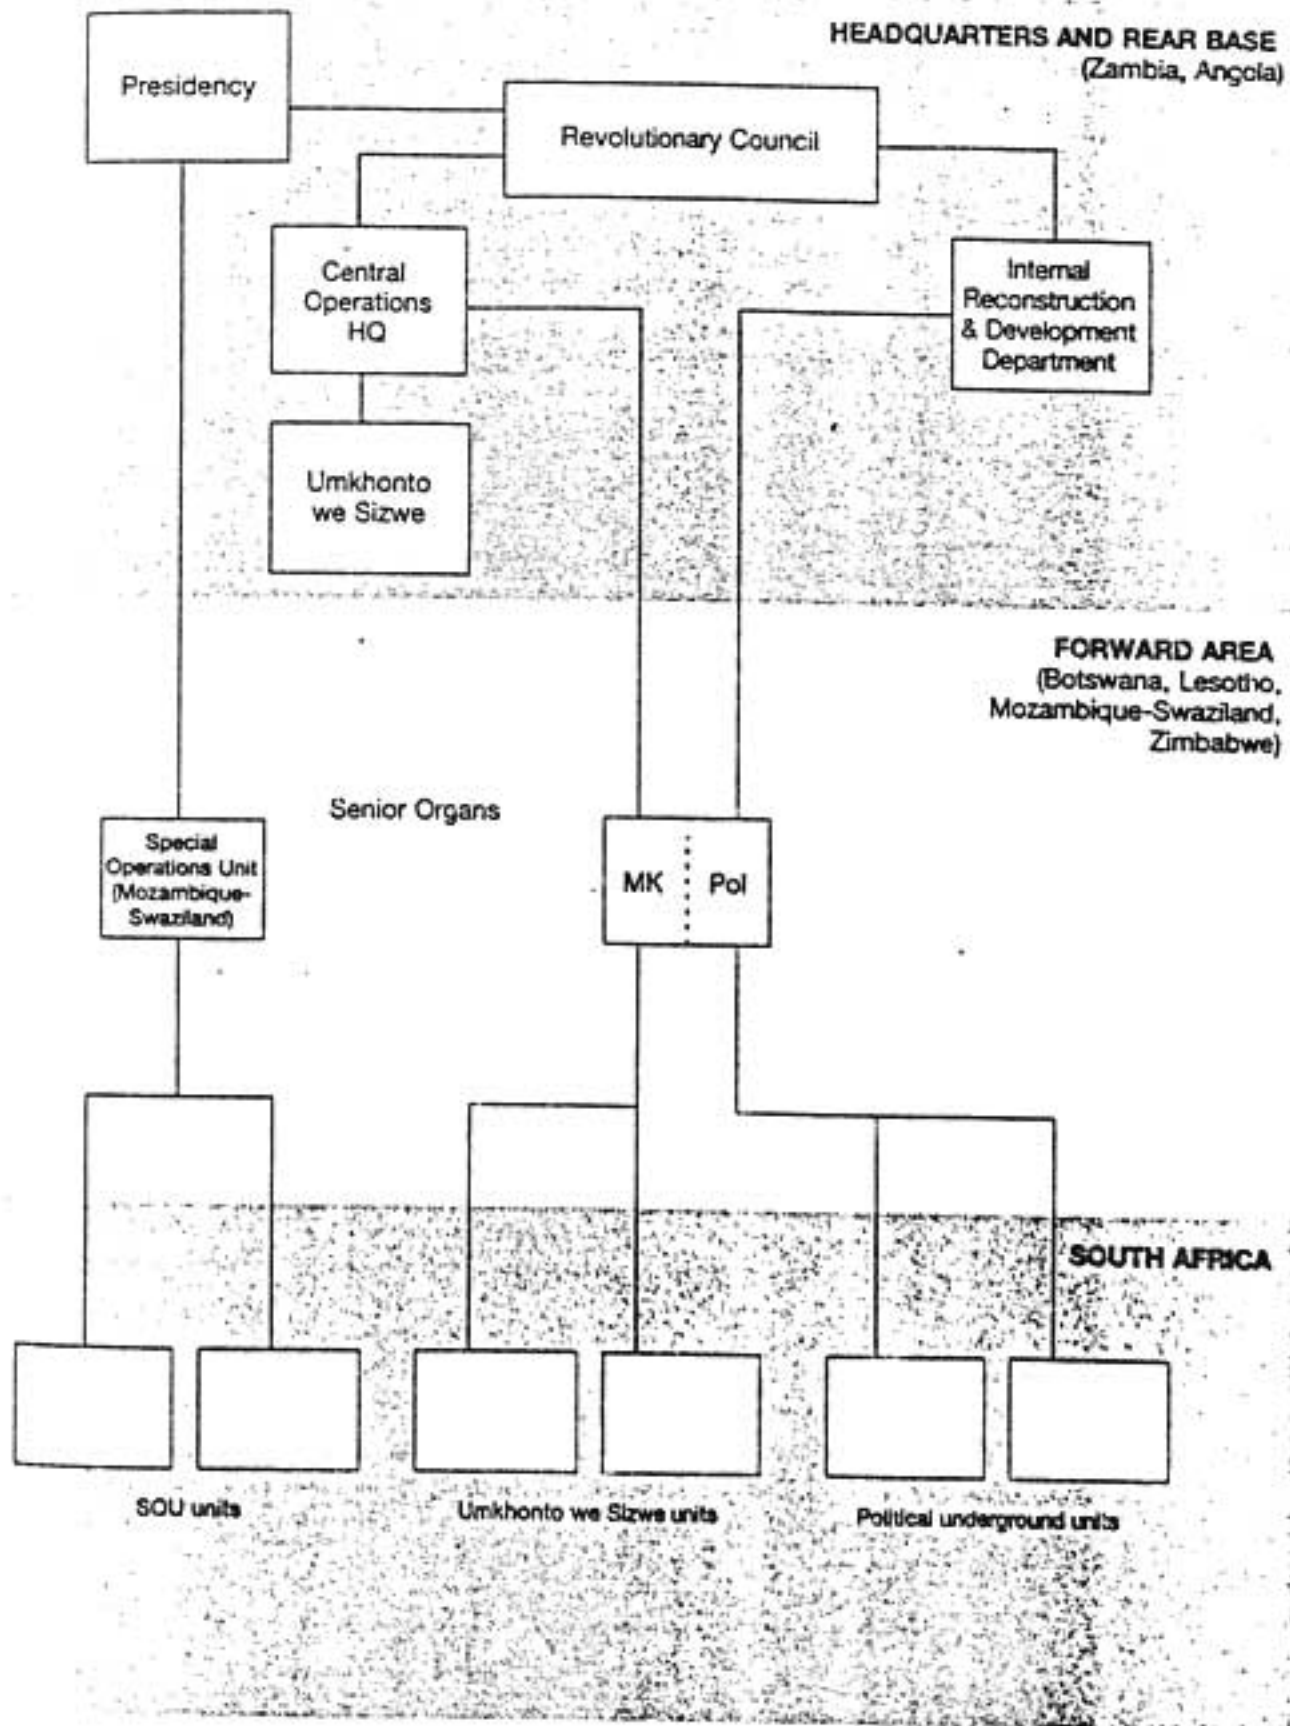 HEADQUARTERS AND REAR BASE
(Zambia, Angola)
Presidency
Revolutionary Council
Central
Operations
HQ
Internal
Reconstruction
& Development
Department
Umkhonto
we Sizwe
FORWARD AREA
(Botswana, Lesotho,
Mozambique-Swaziland,
Zimbabwe)
Senior Organs
Special
Operations Unit
(Mozambique-
Swaziland)
MK
Pol
SOUTH AFRICA
SOU units
Umkhonto we Sizwe units
Political underground units